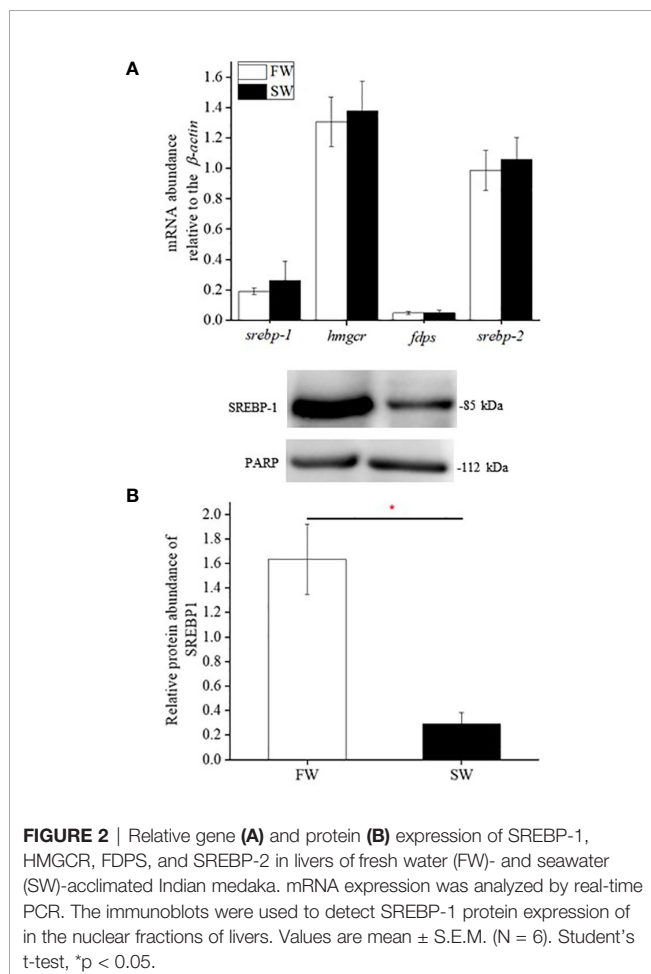 A
FW
SW
mRNA abundance
relative to the β-actin
1.6
1.4
1.2
1.0
0.8
0.6
0.4
0.2
0.0
srebp-1 hmgcr fdps srebp-2
SREBP-1 -85 kDa
PARP -112 kDa
B
Relative protein abundance of
SREBP1
2.0
1.8
1.6
1.4
1.2
1.0
0.8
0.6
0.4
0.2
0.0
*
FW SW
FIGURE 2 | Relative gene (A) and protein (B) expression of SREBP-1,
HMGCR, FDPS, and SREBP-2 in livers of fresh water (FW)- and seawater
(SW)-acclimated Indian medaka. mRNA expression was analyzed by real-time
PCR. The immunoblots were used to detect SREBP-1 protein expression of
in the nuclear fractions of livers. Values are mean ± S.E.M. (N = 6). Student's
t-test, *p < 0.05.